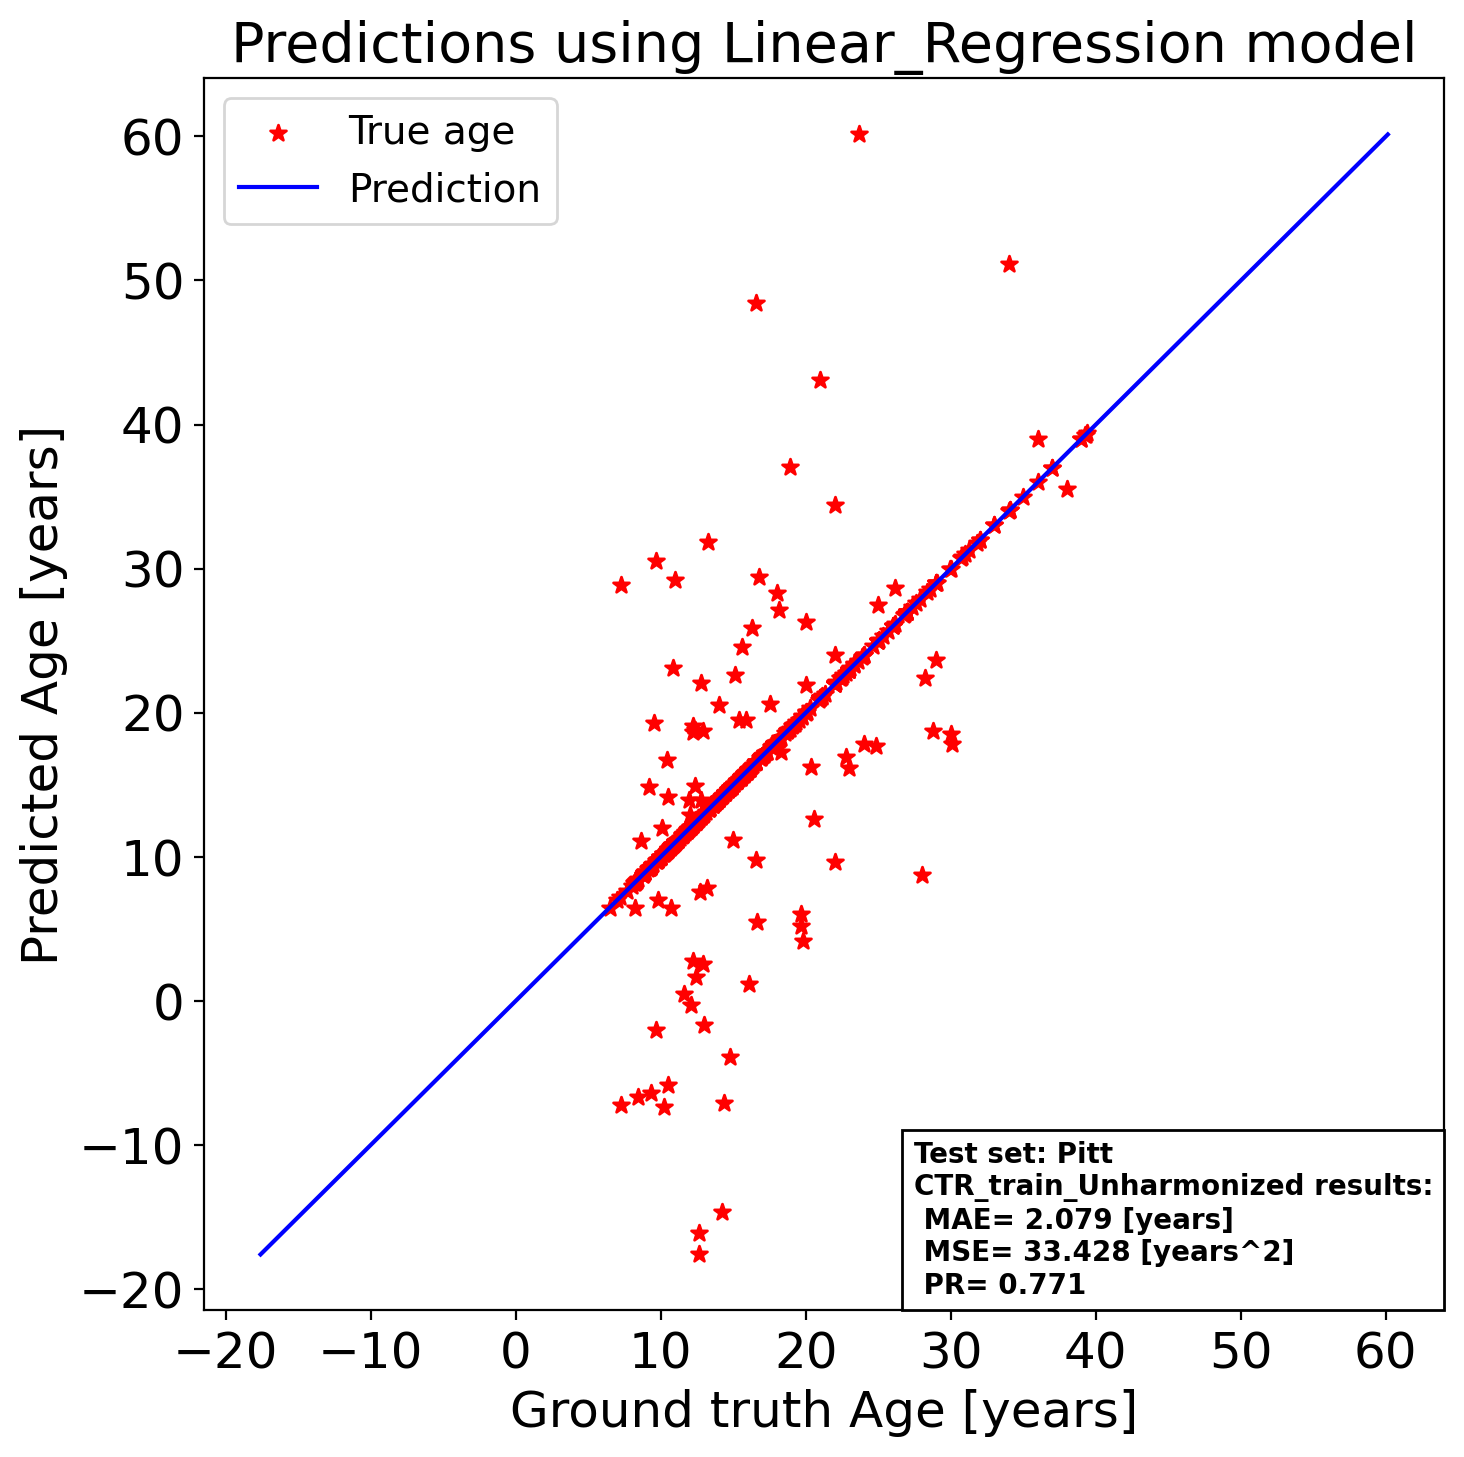 Predictions using Linear_Regression model
True age
Prediction
60
50
40
30
20
10
0
−10
−20
Predicted Age [years]
Test set: Pitt
CTR_train_Unharmonized results:
MAE= 2.079 [years]
MSE= 33.428 [years^2]
PR= 0.771
−20 −10 0 10 20 30 40 50 60
Ground truth Age [years]